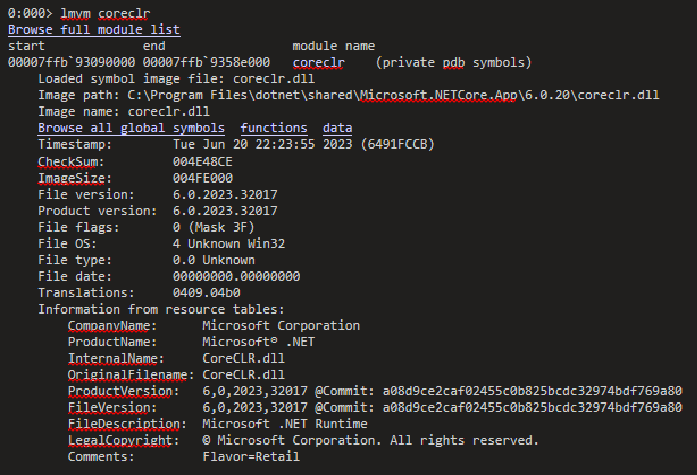 0:000> lmvm coreclr
Browse full module list
start end module name
00007ffb`93090000 00007ffb`9358e000 coreclr (private pdb symbols)
Loaded symbol image file: coreclr.dll
Image path: C:\Program Files\dotnet\shared\Microsoft.NETCore.App\6.0.20\coreclr.dll
Image name: coreclr.dll
Browse all global symbols functions data
Timestamp: Tue Jun 20 22:23:55 2023 (6491FCCB)
CheckSum: 004E48CE
ImageSize: 004FE000
File version: 6.0.2023.32017
Product version: 6.0.2023.32017
File flags: 0 (Mask 3F)
File OS: 4 Unknown Win32
File type: 0.0 Unknown
File date: 00000000.00000000
Translations: 0409.04b0
Information from resource tables:
CompanyName: Microsoft Corporation
ProductName: Microsoft® .NET
InternalName: CoreCLR.dll
OriginalFilename: CoreCLR.dll
ProductVersion: 6,0,2023,32017 @Commit: a08d9ce2caf02455c0b825bcdc32974bdf769a80
FileVersion: 6,0,2023,32017 @Commit: a08d9ce2caf02455c0b825bcdc32974bdf769a80
FileDescription: Microsoft .NET Runtime
LegalCopyright: © Microsoft Corporation. All rights reserved.
Comments: Flavor=Retail